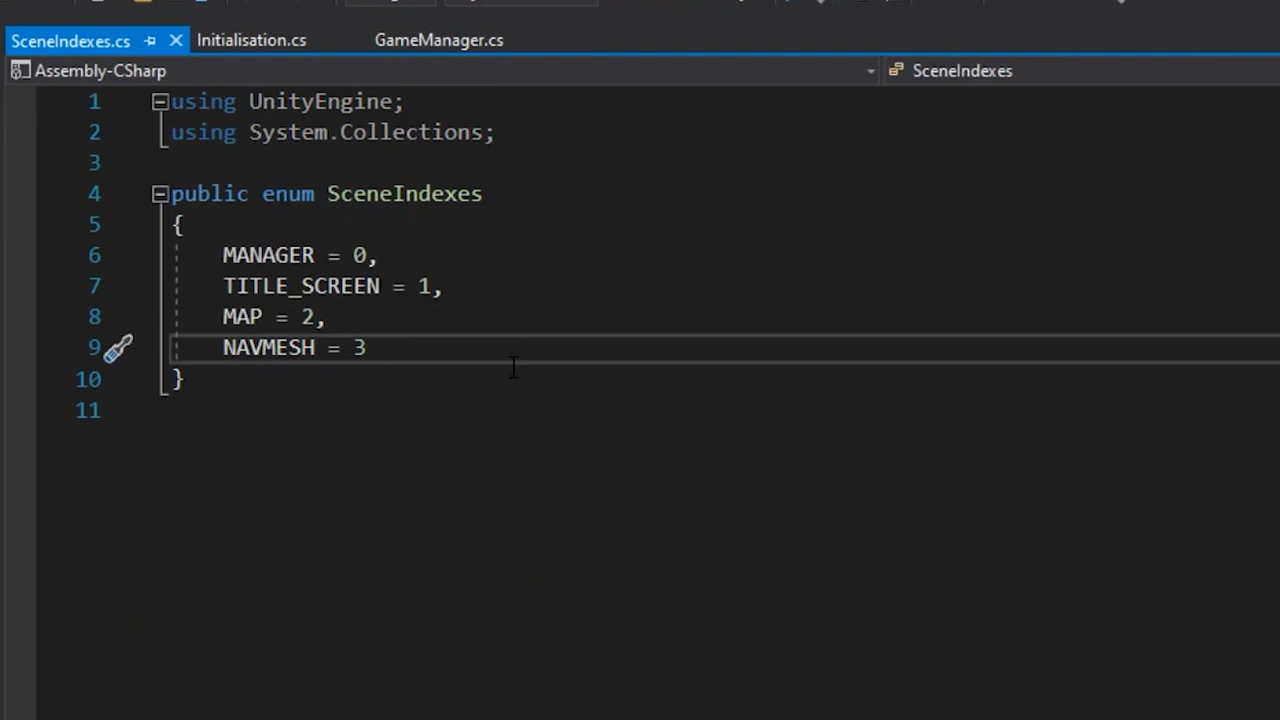 SceneIndexes.cs
Initialisation.cs
GameManager.cs
Assembly-CSharp
SceneIndexes
1 using UnityEngine;
2 using System.Collections;
3
4 public enum SceneIndexes
5 {
6 MANAGER = 0,
7 TITLE_SCREEN = 1,
8 MAP = 2,
9 NAVMESH = 3
10 }
11